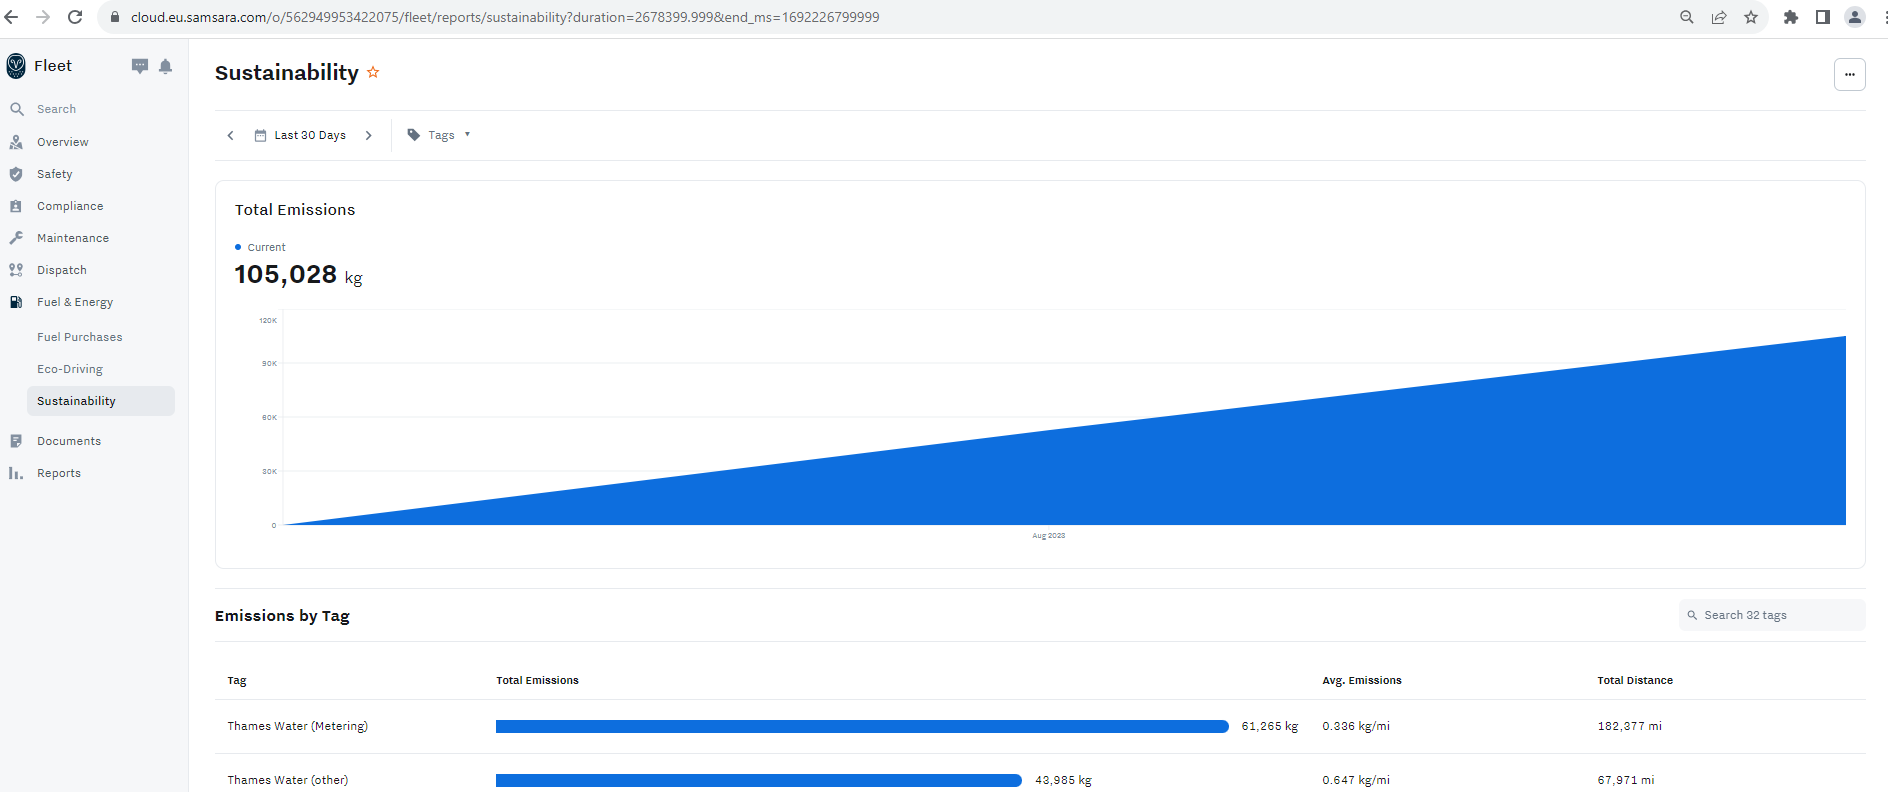 cloud.eu.samsara.com/o/562949953422075/fleet/reports/sustainability?duration=2678399.999&end_ms=1692226799999
Fleet
Search
Overview
Safety
Compliance
Maintenance
Dispatch
Fuel & Energy
Fuel Purchases
Eco-Driving
Sustainability
Documents
Reports
Sustainability
Last 30 Days
Tags
Total Emissions
Current
105,028 kg
120K
90K
60K
30K
0
Aug 2023
Emissions by Tag
Search 32 tags
Tag Total Emissions Avg. Emissions Total Distance
Thames Water (Metering) 61,265 kg 0.336 kg/mi 182,377 mi
Thames Water (other) 43,985 kg 0.647 kg/mi 67,971 mi